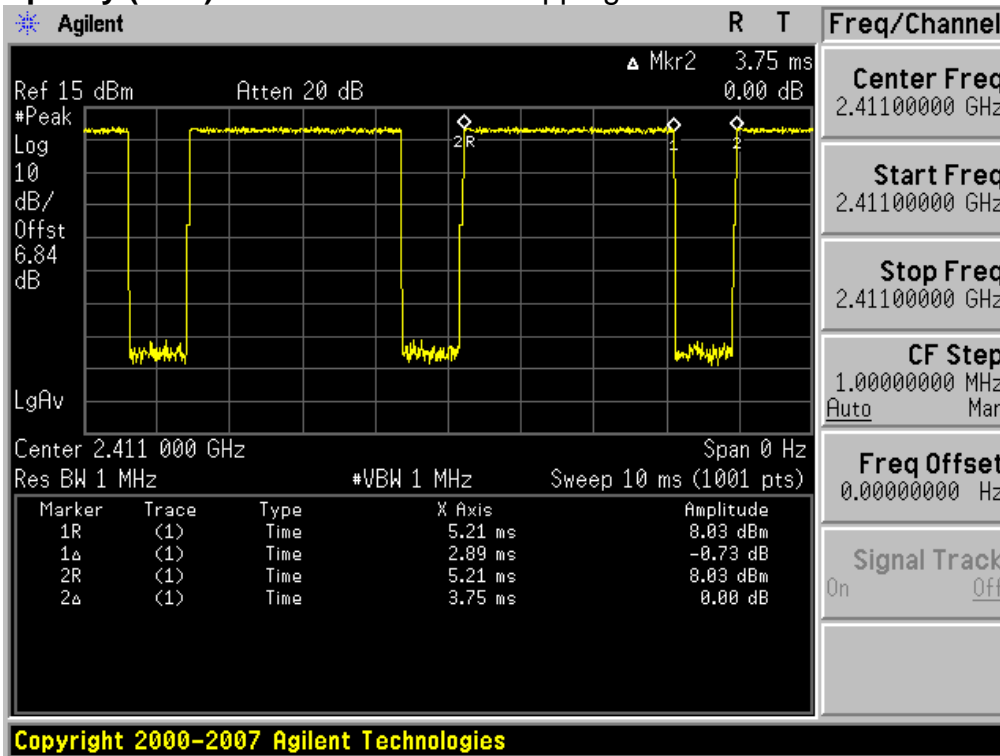 Agilent R T Freq/Channel
▵ Mkr2 3.75 ms
Ref 15 dBm Atten 20 dB 0.00 dB
#Peak
Log
10
dB/
Offst
6.84
dB
LgAv
2R 1 2
Center 2.411 000 GHz Span 0 Hz
Res BW 1 MHz #VBW 1 MHz Sweep 10 ms (1001 pts)
Marker Trace Type X Axis Amplitude
1R (1) Time 5.21 ms 8.03 dBm
1▵ (1) Time 2.89 ms -0.73 dB
2R (1) Time 5.21 ms 8.03 dBm
2▵ (1) Time 3.75 ms 0.00 dB
Center Freq
2.41100000 GHz
Start Freq
2.41100000 GHz
Stop Freq
2.41100000 GHz
CF Step
1.00000000 MHz
Auto Man
Freq Offset
0.00000000 Hz
Signal Track
On Off
Copyright 2000-2007 Agilent Technologies